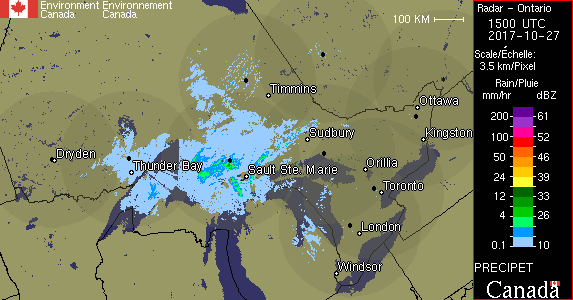 Environment Environnement
Canada Canada
100 KM
Timmins
Ottawa
Sudbury
Kingston
Dryden
Thunder Bay
Orillia
Sault Ste. Marie
Toronto
London
Windsor
Radar - Ontario
1500 UTC
2017-10-27
Scale/Échelle:
3.5 km/Pixel
Rain/Pluie
mm/hr dBZ
200 61
100 52
50 46
24 39
12 33
4 26
0.1 10
PRECIPET
Canada